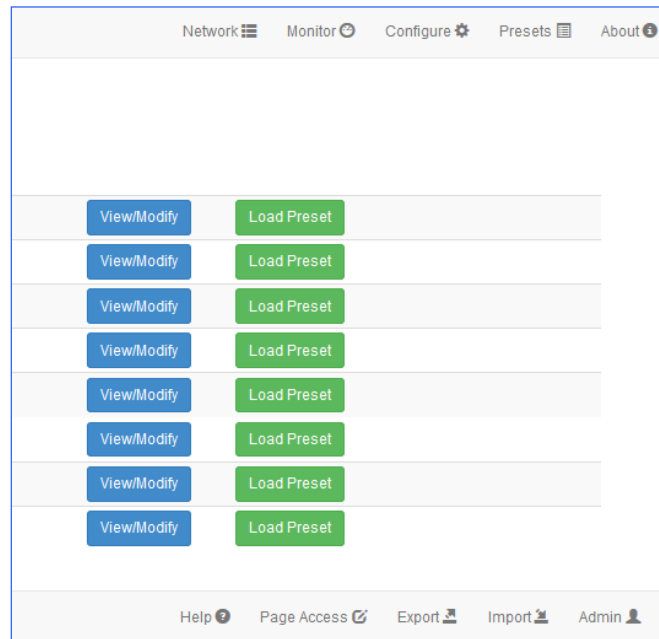 Network Monitor Configure Presets About
View/Modify Load Preset
View/Modify Load Preset
View/Modify Load Preset
View/Modify Load Preset
View/Modify Load Preset
View/Modify Load Preset
View/Modify Load Preset
View/Modify Load Preset
Help Page Access Export Import Admin